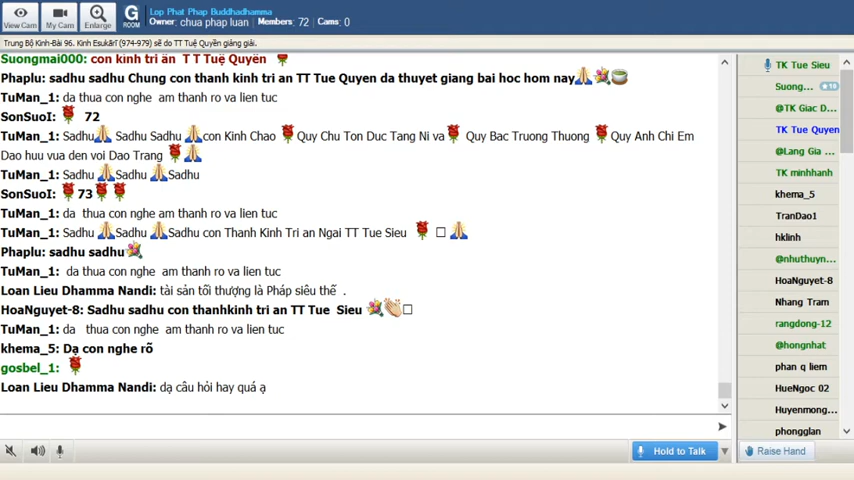 View Cam
My Cam
Enlarge
G
ROOM
Lop Phat Phap Buddhadhamma
Owner: chua phap luan Members: 72 Cams: 0
Trung Bộ Kinh-Bài 96. Kinh Esukārī (974-979) sẽ do TT Tuệ Quyền giảng giải.
Suongmai000: con kinh tri ân T T Tuệ Quyền
Phaplu: sadhu sadhu Chung con thanh kinh tri an TT Tue Quyen da thuyet giang bai hoc hom nay
TuMan_1: da thua con nghe am thanh ro va lien tuc
SonSuoI: 72
TuMan_1: Sadhu Sadhu Sadhu con Kinh Chao Quy Chu Ton Duc Tang Ni va Quy Bac Truong Thuong Quy Anh Chi Em
Dao huu vua den voi Dao Trang
TuMan_1: Sadhu Sadhu Sadhu
SonSuoI: 73
TuMan_1: da thua con nghe am thanh ro va lien tuc
TuMan_1: Sadhu Sadhu Sadhu con Thanh Kinh Tri an Ngai TT Tue Sieu
Phaplu: sadhu sadhu
TuMan_1: da thua con nghe am thanh ro va lien tuc
Loan Lieu Dhamma Nandi: tài sản tối thượng là Pháp siêu thế .
HoaNguyet-8: Sadhu sadhu con thanhkinh tri an TT Tue Sieu
TuMan_1: da thua con nghe am thanh ro va lien tuc
khema_5: Dạ con nghe rõ
gosbel_1:
Loan Lieu Dhamma Nandi: dạ câu hỏi hay quá ạ
TK Tue Sieu
Suong... 18
@TK Giac D...
TK Tue Quyen
@Lang Gia ...
TK minhhanh
khema_5
TranDao1
hklinh
@nhuthuyn...
HoaNguyet-8
Nhang Tram
rangdong-12
@hongnhat
phan q liem
HueNgoc 02
Huyenmong...
phongglan
Hold to Talk
Raise Hand